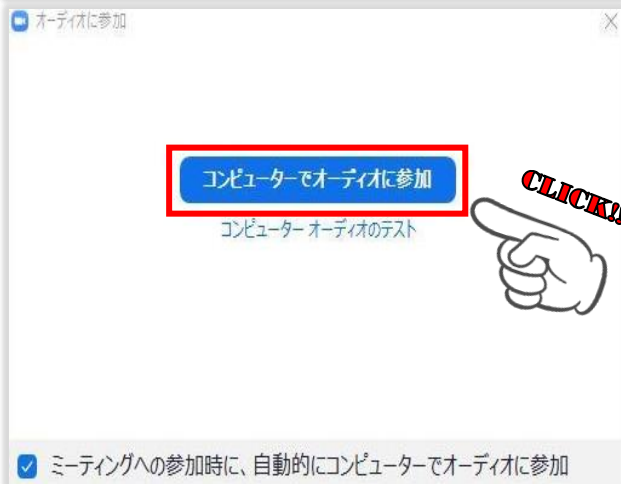 オーディオに参加
コンピューターでオーディオに参加
CLICK!!
コンピューター オーディオのテスト
ミーティングへの参加時に、自動的にコンピューターでオーディオに参加